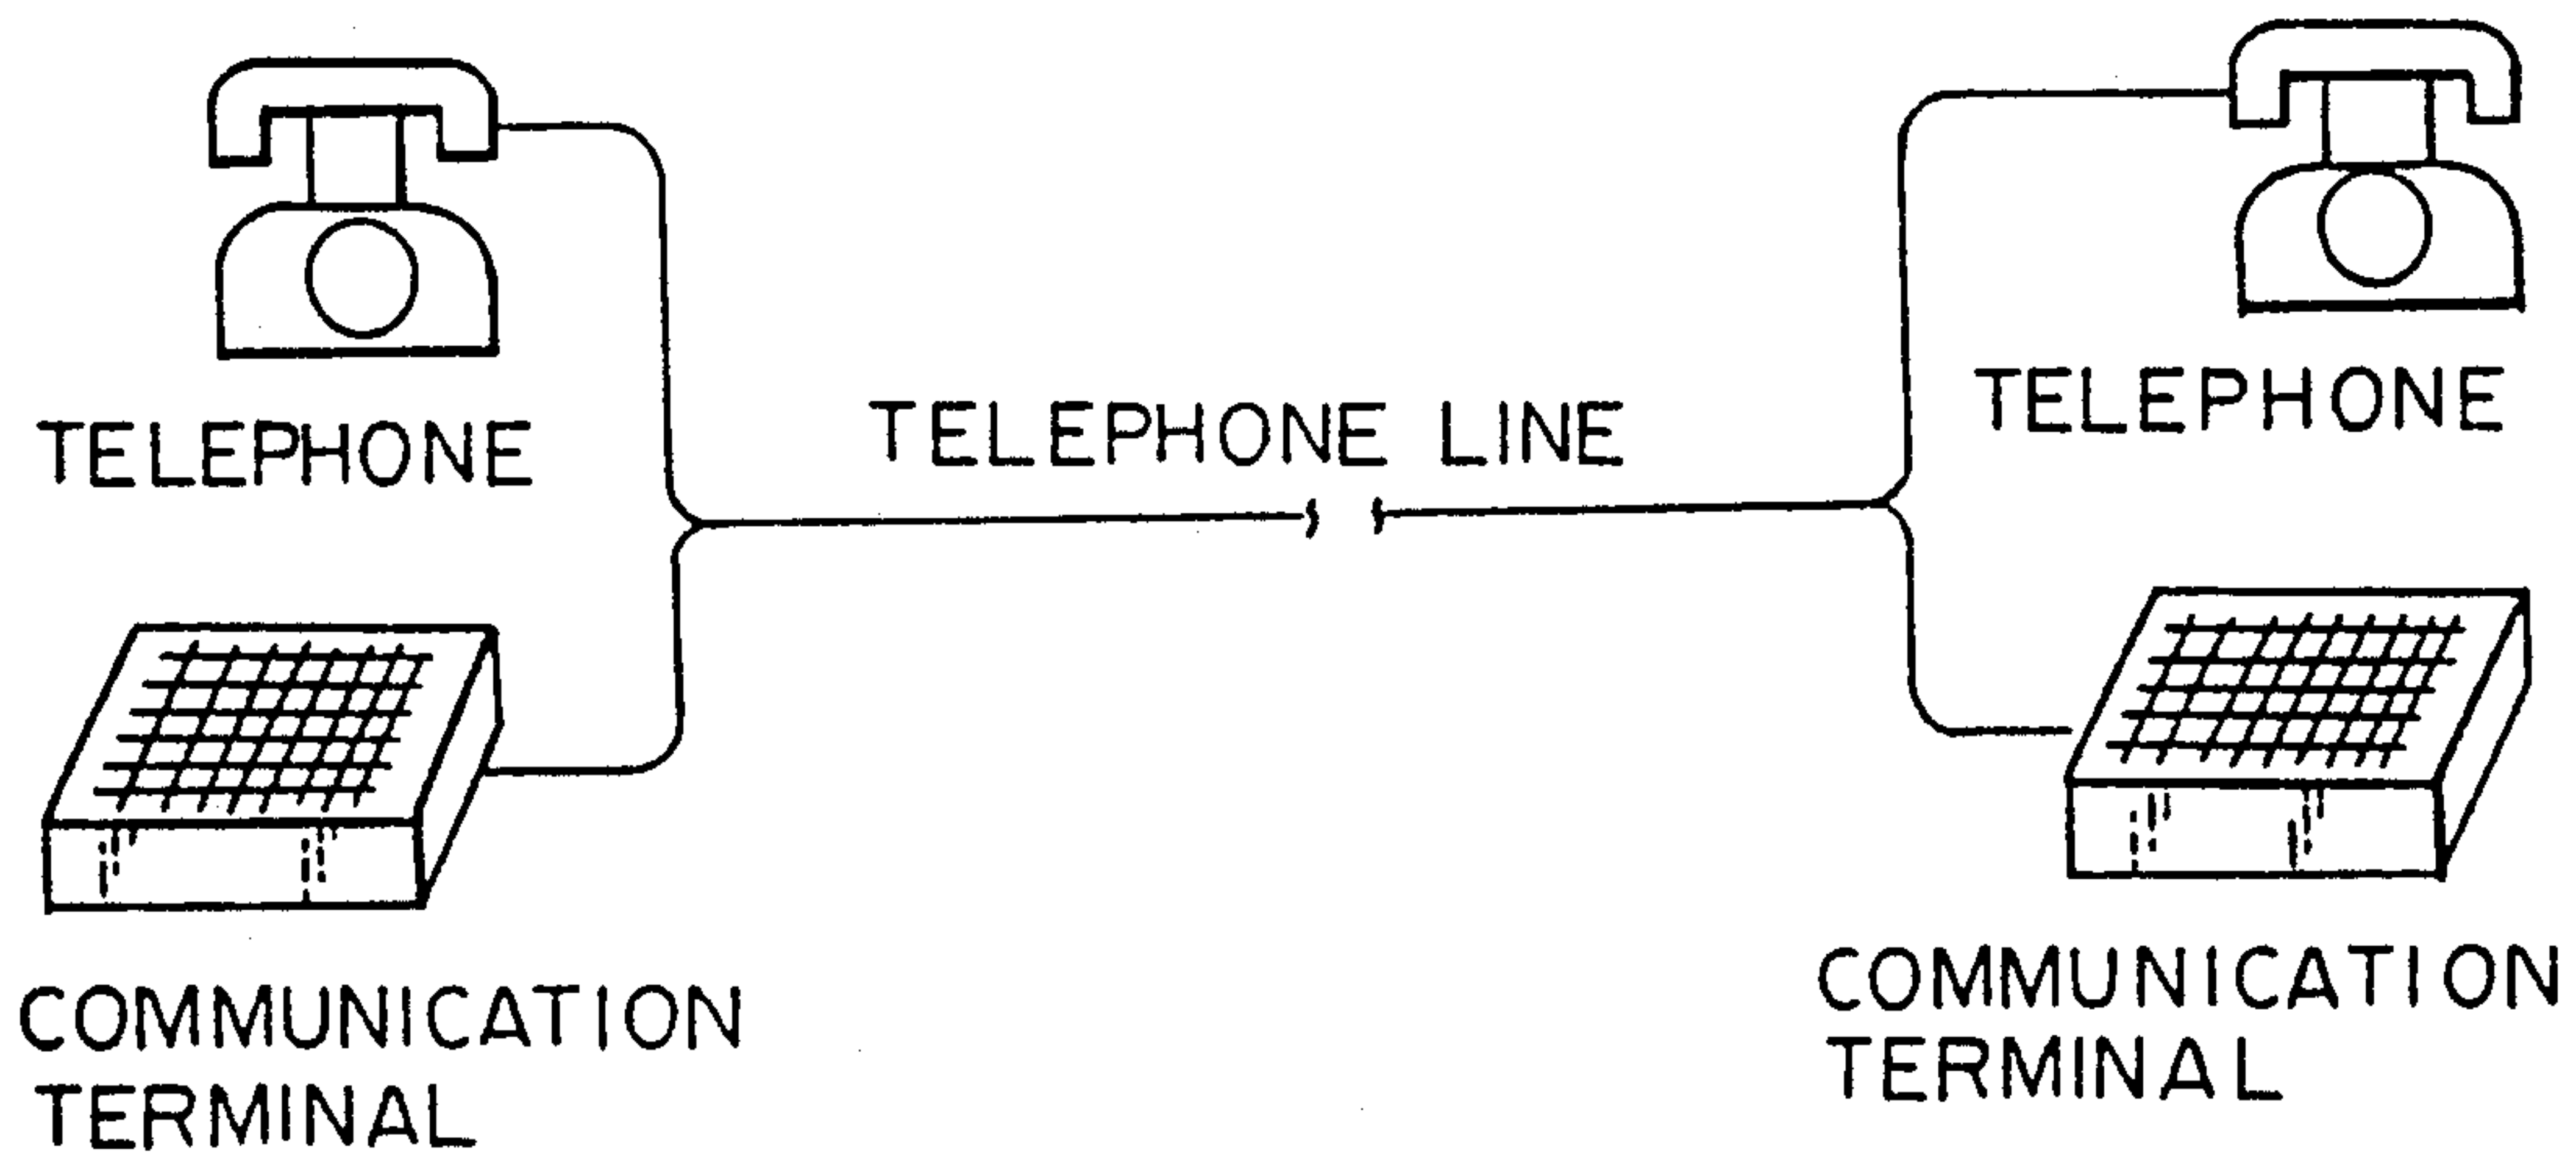 TELEPHONE
TELEPHONE LINE
TELEPHONE
COMMUNICATION
TERMINAL
COMMUNICATION
TERMINAL